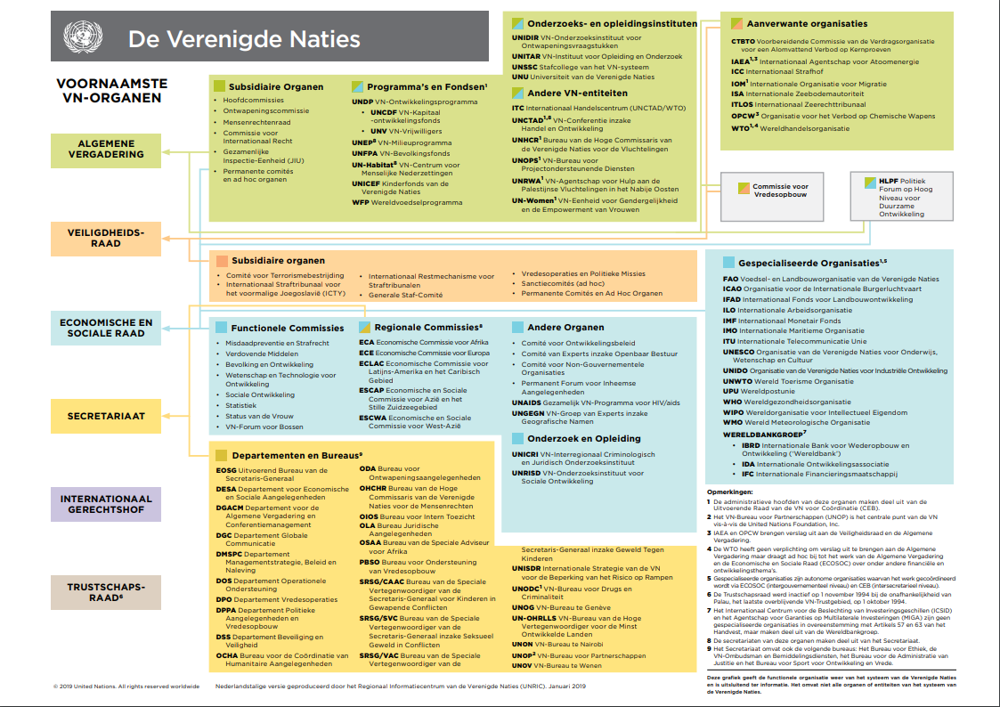 De Verenigde Naties
VOORNAAMSTE
VN-ORGANEN
ALGEMENE
VERGADERING
VEILIGDHEIDS-
RAAD
ECONOMISCHE EN
SOCIALE RAAD
SECRETARIAAT
INTERNATIONAAL
GERECHTSHOF
TRUSTSCHAPS-
RAAD⁶
Subsidiaire Organen
• Hoofdcommissies
• Ontwapeningscommissie
• Mensenrechtenraad
• Commissie voor
Internationaal Recht
• Gezamenlijke
Inspectie-Eenheid (JIU)
• Permanente comités
en ad hoc organen
Programma's en Fondsen¹
UNDP VN-Ontwikkelingsprogramma
• UNCDF VN-Kapitaal
-ontwikkelingsfonds
• UNV VN-Vrijwilligers
UNEP⁸ VN-Milieuprogramma
UNFPA VN-Bevolkingsfonds
UN-Habitat⁸ VN-Centrum voor
Menselijke Nederzettingen
UNICEF Kinderfonds van de
Verenigde Naties
WFP Wereldvoedselprogramma
Onderzoeks- en opleidingsinstituten
UNIDIR VN-Onderzoeksinstituut voor
Ontwapeningsvraagstukken
UNITAR VN-Instituut voor Opleiding en Onderzoek
UNSSC Stafcollege van het VN-systeem
UNU Universiteit van de Verenigde Naties
Andere VN-entiteiten
ITC Internationaal Handelscentrum (UNCTAD/WTO)
UNCTAD¹,⁸ VN-Conferentie inzake
Handel en Ontwikkeling
UNHCR¹ Bureau van de Hoge Commissaris van
de Verenigde Naties voor de Vluchtelingen
UNOPS¹ VN-Bureau voor
Projectondersteunende Diensten
UNRWA¹ VN-Agentschap voor Hulp aan de
Palestijnse Vluchtelingen in het Nabije Oosten
UN-Women¹ VN-Eenheid voor Gendergelijkheid
en de Empowerment van Vrouwen
Aanverwante organisaties
CTBTO Voorbereidende Commissie van de Verdragsorganisatie
voor een Alomvattend Verbod op Kernproeven
IAEA¹,³ Internationaal Agentschap voor Atoomenergie
ICC Internationaal Strafhof
IOM¹ Internationale Organisatie voor Migratie
ISA Internationale Zeebodemautoriteit
ITLOS Internationaal Zeerechttribunaal
OPCW³ Organisatie voor het Verbod op Chemische Wapens
WTO¹,⁴ Wereldhandelsorganisatie
Commissie voor
Vredesopbouw
HLPF Politiek
Forum op Hoog
Niveau voor
Duurzame
Ontwikkeling
Subsidiaire organen
• Comité voor Terrorismebestrijding
• Internationaal Straftribunaal voor
het voormalige Joegoslavië (ICTY)
• Internationaal Restmechanisme voor
Straftribunalen
• Generale Staf-Comité
• Vredesoperaties en Politieke Missies
• Sanctiecomités (ad hoc)
• Permanente Comités en Ad Hoc Organen
Functionele Commissies
• Misdaadpreventie en Strafrecht
• Verdovende Middelen
• Bevolking en Ontwikkeling
• Wetenschap en Technologie voor
Ontwikkeling
• Sociale Ontwikkeling
• Statistiek
• Status van de Vrouw
• VN-Forum voor Bossen
Regionale Commissies⁸
ECA Economische Commissie voor Afrika
ECE Economische Commissie voor Europa
ECLAC Economische Commissie voor
Latijns-Amerika en het Caribisch
Gebied
ESCAP Economische en Sociale
Commissie voor Azië en het
Stille Zuidzeegebied
ESCWA Economische en Sociale
Commissie voor West-Azië
Andere Organen
• Comité voor Ontwikkelingsbeleid
• Comité van Experts inzake Openbaar Bestuur
• Comité voor Non-Gouvernementele
Organisaties
• Permanent Forum voor Inheemse
Aangelegenheden
UNAIDS Gezamelijk VN-Programma voor HIV/aids
UNGEGN VN-Groep van Experts inzake
Geografische Namen
Onderzoek en Opleiding
UNICRI VN-Interregionaal Criminologisch
en Juridisch Onderzoeksinstituut
UNRISD VN-Onderzoeksinstituut voor
Sociale Ontwikkeling
Gespecialiseerde Organisaties¹,⁵
FAO Voedsel- en Landbouworganisatie van de Verenigde Naties
ICAO Organisatie voor de Internationale Burgerluchtvaart
IFAD Internationaal Fonds voor Landbouwontwikkeling
ILO Internationale Arbeidsorganisatie
IMF Internationaal Monetair Fonds
IMO Internationale Maritieme Organisatie
ITU Internationale Telecommunicatie Unie
UNESCO Organisatie van de Verenigde Naties voor Onderwijs,
Wetenschap en Cultuur
UNIDO Organisatie van de Verenigde Naties voor Industriële Ontwikkeling
UNWTO Wereld Toerisme Organisatie
UPU Wereldpostunie
WHO Wereldgezondheidsorganisatie
WIPO Wereldorganisatie voor Intellectueel Eigendom
WMO Wereld Meteorologische Organisatie
WERELDBANKGROEP⁷
• IBRD Internationale Bank voor Wederopbouw en
Ontwikkeling ('Wereldbank')
• IDA Internationale Ontwikkelingsassociatie
• IFC Internationale Financieringsmaatschappij
Departementen en Bureaus⁹
EOSG Uitvoerend Bureau van de
Secretaris-Generaal
DESA Departement voor Economische
en Sociale Aangelegenheden
DGACM Departement voor de
Algemene Vergadering en
Conferentiemanagement
DGC Departement Globale
Communicatie
DMSPC Departement
Managementstrategie, Beleid en
Naleving
DOS Departement Operationele
Ondersteuning
DPO Departement Vredesoperaties
DPPA Departement Politieke
Aangelegenheden en
Vredesopbouw
DSS Departement Beveiliging en
Veiligheid
OCHA Bureau voor de Coördinatie van
Humanitaire Aangelegenheden
ODA Bureau voor
Ontwapeningsaangelegenheden
OHCHR Bureau van de Hoge
Commissaris van de Verenigde
Naties voor de Mensenrechten
OIOS Bureau voor Intern Toezicht
OLA Bureau Juridische
Aangelegenheden
OSAA Bureau van de Speciale Adviseur
voor Afrika
PBSO Bureau voor Ondersteuning
van Vredesopbouw
SRSG/CAAC Bureau van de Speciale
Vertegenwoordiger van de
Secretaris-Generaal voor Kinderen in
Gewapende Conflicten
SRSG/SVC Bureau van de Speciale
Vertegenwoordiger van de
Secretaris-Generaal inzake Seksueel
Geweld in Conflicten
SRSG/VAC Bureau van de Speciale
Vertegenwoordiger van de
Secretaris-Generaal inzake Geweld Tegen
Kinderen
UNISDR Internationale Strategie van de VN
voor de Beperking van het Risico op Rampen
UNODC¹ VN-Bureau voor Drugs en
Criminaliteit
UNOG VN-Bureau te Genève
UN-OHRLLS VN-Bureau van de Hoge
Vertegenwoordiger voor de Minst
Ontwikkelde Landen
UNON VN-Bureau te Nairobi
UNOP² VN-Bureau voor Partnerschappen
UNOV VN-Bureau te Wenen
Opmerkingen:
1 De administratieve hoofden van deze organen maken deel uit van de
Uitvoerende Raad van de VN voor Coördinatie (CEB).
2 Het VN-Bureau voor Partnerschappen (UNOP) is het centrale punt van de VN
vis-à-vis de United Nations Foundation, Inc.
3 IAEA en OPCW brengen verslag uit aan de Veiligheidsraad en de Algemene
Vergadering.
4 De WTO heeft geen verplichting om verslag uit te brengen aan de Algemene
Vergadering maar draagt ad hoc bij tot het werk van de Algemene Vergadering
en de Economische en Sociale Raad (ECOSOC) over onder andere financiële en
ontwikkelingsthema's.
5 Gespecialiseerde organisaties zijn autonome organisaties waarvan het werk gecoördineerd
wordt via ECOSOC (intergouvernementeel niveau) en CEB (intersecretarieel niveau).
6 De Trustschapsraad werd inactief op 1 november 1994 bij de onafhankelijkheid van
Palau, het laatste overblijvende VN-Trustgebied, op 1 oktober 1994.
7 Het Internationaal Centrum voor de Beslechting van Investeringsgeschillen (ICSID)
en het Agentschap voor Garanties op Multilaterale Investeringen (MIGA) zijn geen
gespecialiseerde organisaties in overeenstemming met Artikels 57 en 63 van het
Handvest, maar maken deel uit van de Wereldbankgroep.
8 De secretariaten van deze organen maken deel uit van het Secretariaat.
9 Het Secretariaat omvat ook de volgende bureaus: Het Bureau voor Ethiek, de
VN-Ombudsman en Bemiddelingsdiensten, het Bureau voor de Administratie van
Justitie en het Bureau voor Sport voor Ontwikkeling en Vrede.
Deze grafiek geeft de functionele organisatie weer van het systeem van de Verenigde Naties
en is uitsluitend ter informatie. Het omvat niet alle organen of entiteiten van het systeem van
de Verenigde Naties.
© 2019 United Nations. All rights reserved worldwide
Nederlandstalige versie geproduceerd door het Regionaal Informatiecentrum van de Verenigde Naties (UNRIC). Januari 2019